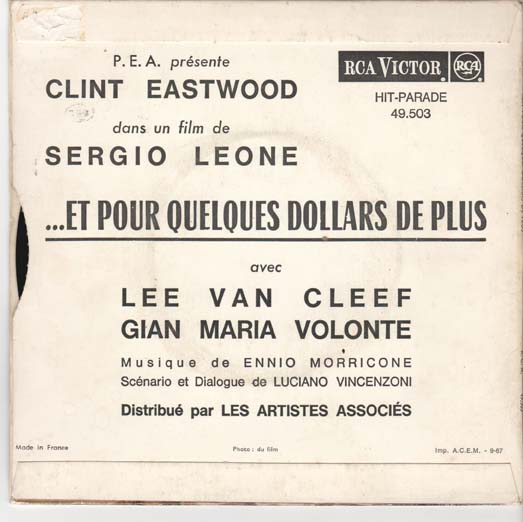 P.E.A. présente
CLINT EASTWOOD
dans un film de
SERGIO LEONE
RCA VICTOR
RCA
HIT-PARADE
49.503
...ET POUR QUELQUES DOLLARS DE PLUS
avec
LEE VAN CLEEF
GIAN MARIA VOLONTE
Musique de ENNIO MORRICONE
Scénario et Dialogue de LUCIANO VINCENZONI
Distribué par LES ARTISTES ASSOCIÉS
Made in France
Photo : du film
Imp. A.C.E.M. - 9-67